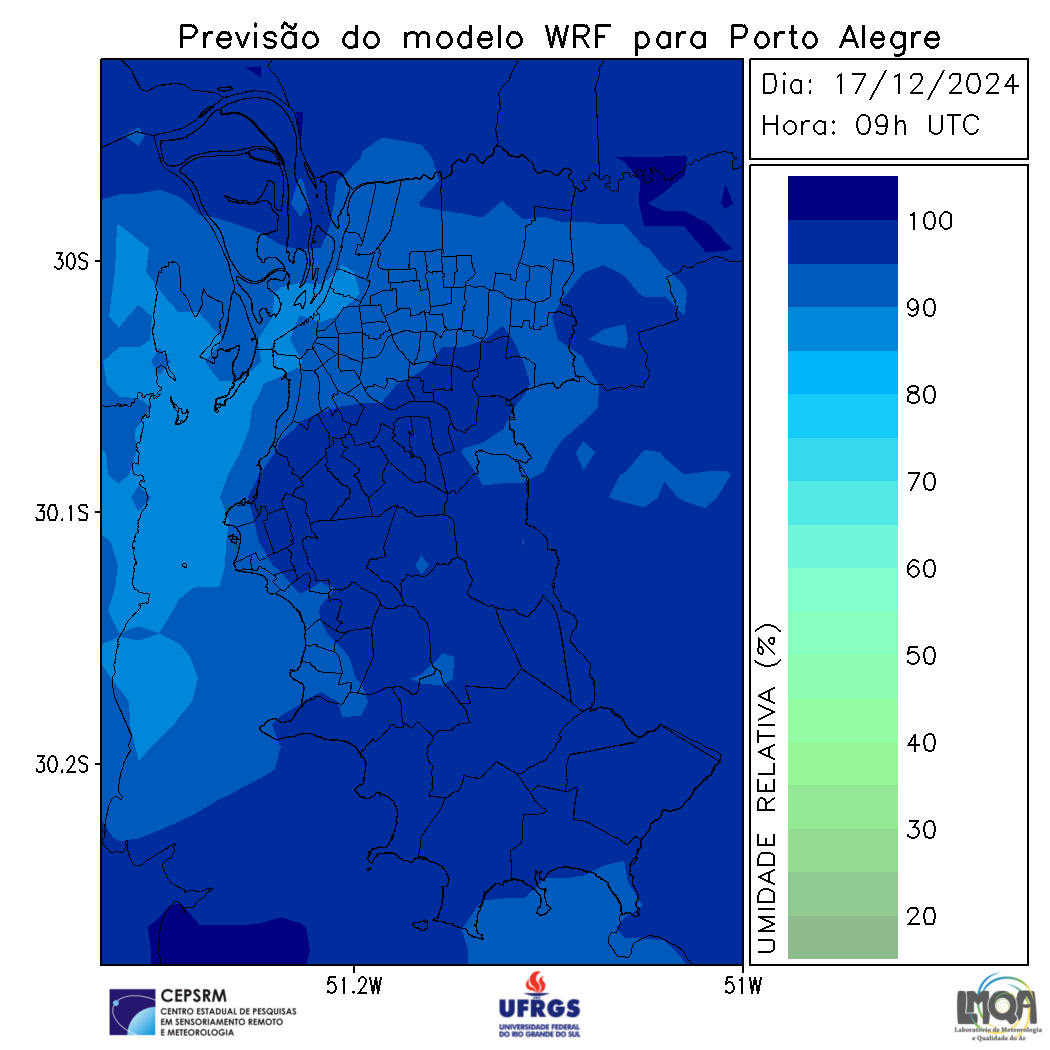 Previsão do modelo WRF para Porto Alegre
Dia: 17/12/2024
Hora: 09h UTC
100
90
80
70
60
50
40
30
20
UMIDADE RELATIVA (%)
30S
30.1S
30.2S
51.2W
51W
CEPSRM
CENTRO ESTADUAL DE PESQUISAS
EM SENSORIAMENTO REMOTO
E METEOROLOGIA
UFRGS
UNIVERSIDADE FEDERAL
DO RIO GRANDE DO SUL
LMQA
Laboratório de Meteorologia
e Qualidade do Ar